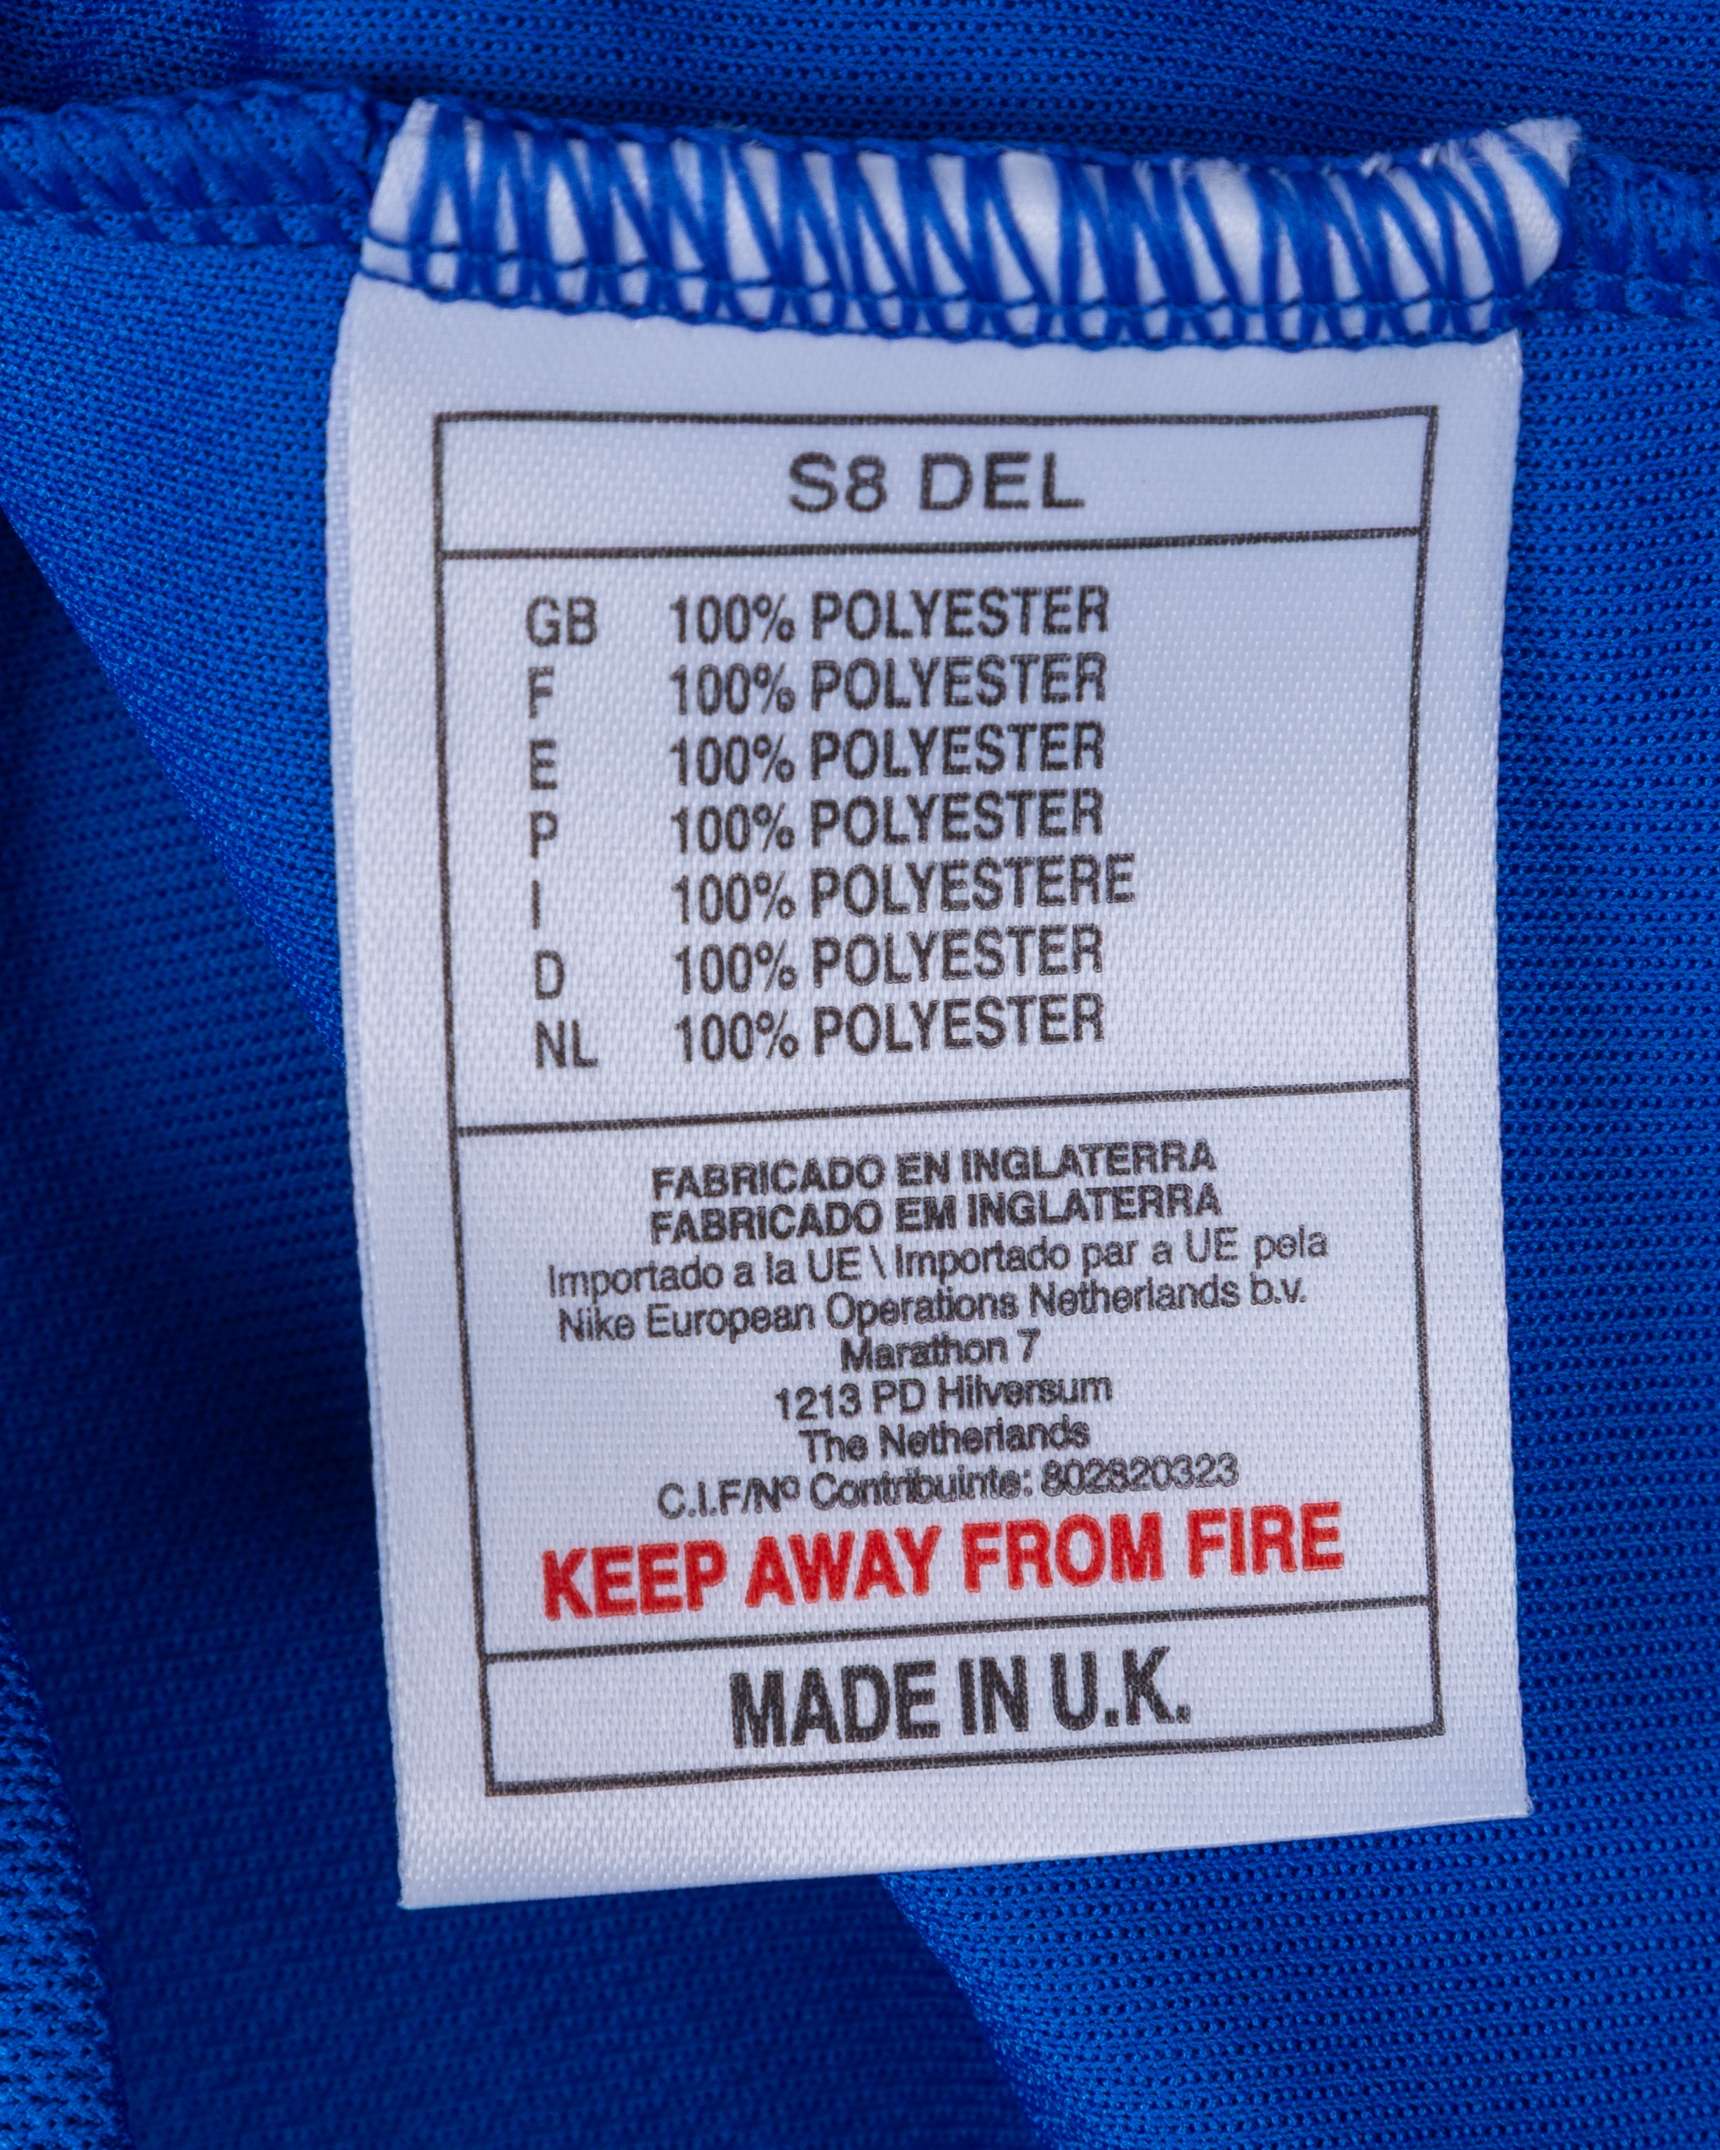 S8 DEL
GB 100% POLYESTER
F 100% POLYESTER
E 100% POLYESTER
P 100% POLYESTER
I 100% POLYESTERE
D 100% POLYESTER
NL 100% POLYESTER
FABRICADO EN INGLATERRA
FABRICADO EM INGLATERRA
Importado a la UE \ Importado par a UE pela
Nike European Operations Netherlands b.v.
Marathon 7
1213 PD Hilversum
The Netherlands
C.I.F/Nº Contribuinte: 802820323
KEEP AWAY FROM FIRE
MADE IN U.K.